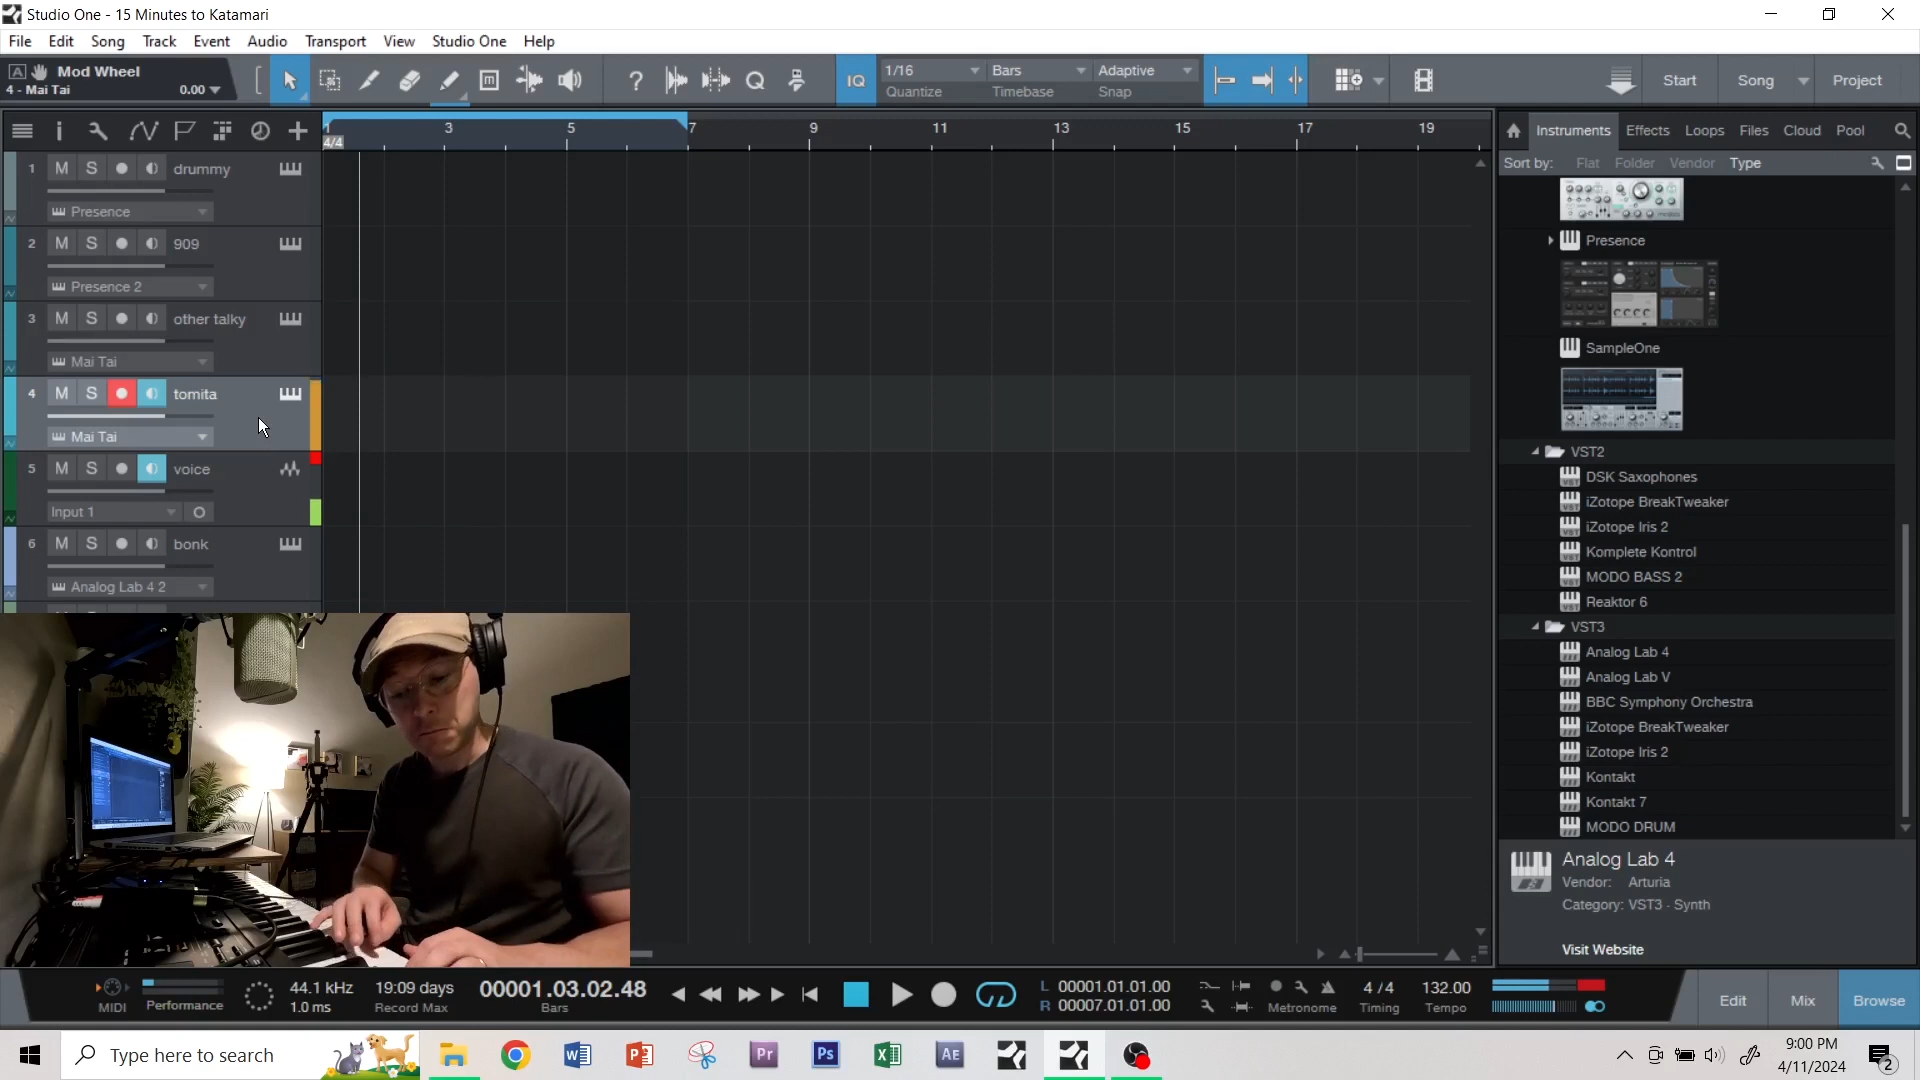 Studio One - 15 Minutes to Katamari
File Edit Song Track Event Audio Transport View Studio One Help
A Mod Wheel
4 - Mai Tai 0.00
IQ
1/16 Bars Adaptive
Quantize Timebase Snap
Start Song Project
1 3 5 7 9 11 13 15 17 19
4/4
1 M S drummy
Presence
2 M S 909
Presence 2
3 M S other talky
Mai Tai
4 M S tomita
Mai Tai
5 M S voice
Input 1
6 M S bonk
Analog Lab 4 2
Instruments Effects Loops Files Cloud Pool
Sort by: Flat Folder Vendor Type
Presence
SampleOne
VST2
DSK Saxophones
iZotope BreakTweaker
iZotope Iris 2
Komplete Kontrol
MODO BASS 2
Reaktor 6
VST3
Analog Lab 4
Analog Lab V
BBC Symphony Orchestra
iZotope BreakTweaker
iZotope Iris 2
Kontakt
Kontakt 7
MODO DRUM
Analog Lab 4
Vendor: Arturia
Category: VST3 - Synth
Visit Website
MIDI
Performance
44.1 kHz
1.0 ms
19:09 days
Record Max
00001.03.02.48
Bars
L 00001.01.01.00
R 00007.01.01.00
Metronome
4 / 4
Timing
132.00
Tempo
Edit Mix Browse
Type here to search
Pr Ps AE
9:00 PM
4/11/2024
2